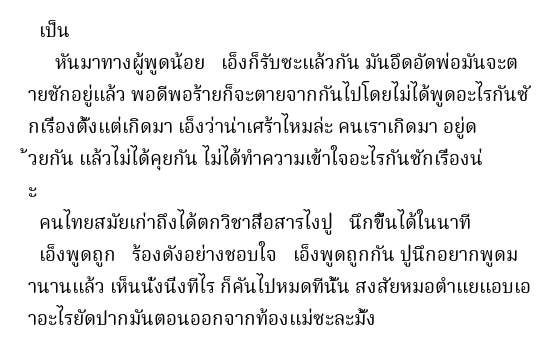 เป็น
หันมาทางผู้พูดน้อย เอ็งก็รับซะแล้วกัน มันอึดอัดพ่อมันจะต
ายชักอยู่แล้ว พอดีพอร้ายก็จะตายจากกันไปโดยไม่ได้พูดอะไรกันซั
กเรื่องตั้งแต่เกิดมา เอ็งว่าน่าเศร้าไหมล่ะ คนเราเกิดมา อยู่ด
้วยกัน แล้วไม่ได้คุยกัน ไม่ได้ทำความเข้าใจอะไรกันซักเรื่องน่
ะ
คนไทยสมัยเก่าถึงได้ตกวิชาสื่อสารไงปู่ นึกขึ้นได้ในนาที
เอ็งพูดถูก ร้องดังอย่างชอบใจ เอ็งพูดถูกกัน ปู่นึกอยากพูดม
านานแล้ว เห็นนั่งนิ่งทีไร ก็คันไปหมดทีนั้น สงสัยหมอตำแยแอบเอ
าอะไรยัดปากมันตอนออกจากท้องแม่ซะละมั้ง